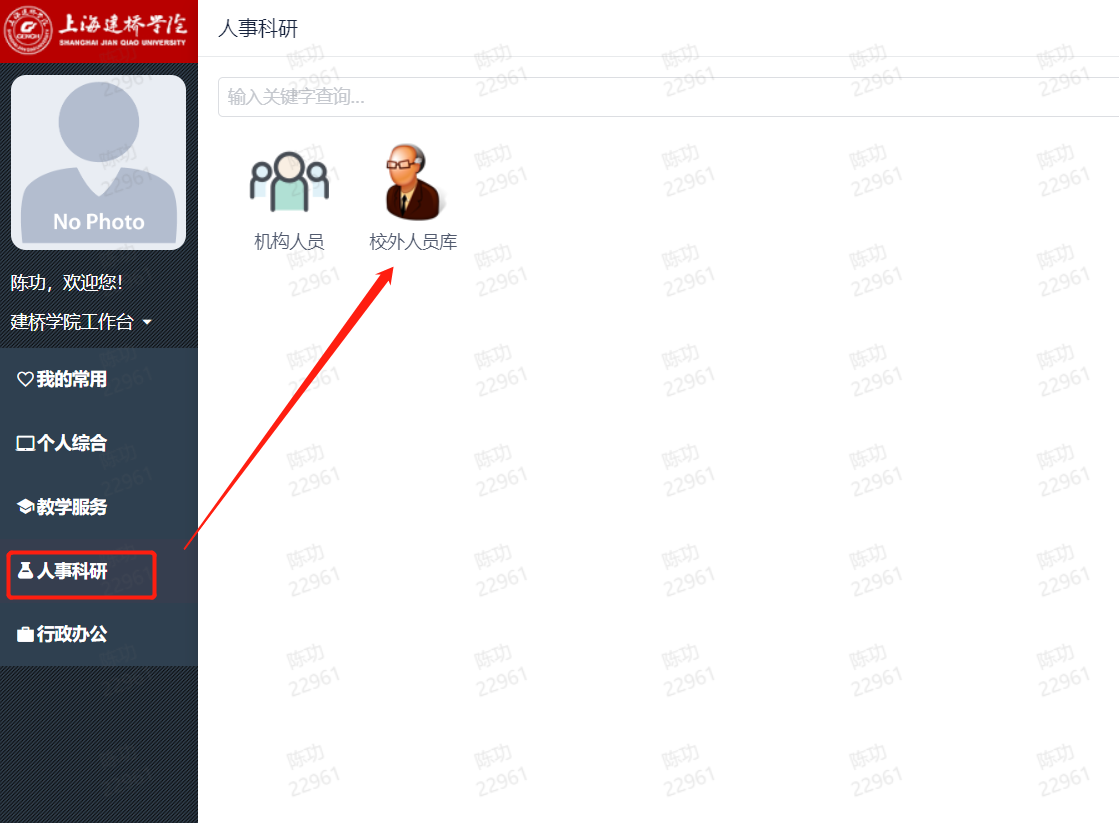 上海建桥学院
SHANGHAI JIAN QIAO UNIVERSITY
人事科研
输入关键字查询...
机构人员
校外人员库
No Photo
陈功，欢迎您！
建桥学院工作台
我的常用
个人综合
教学服务
人事科研
行政办公
陈功
22961